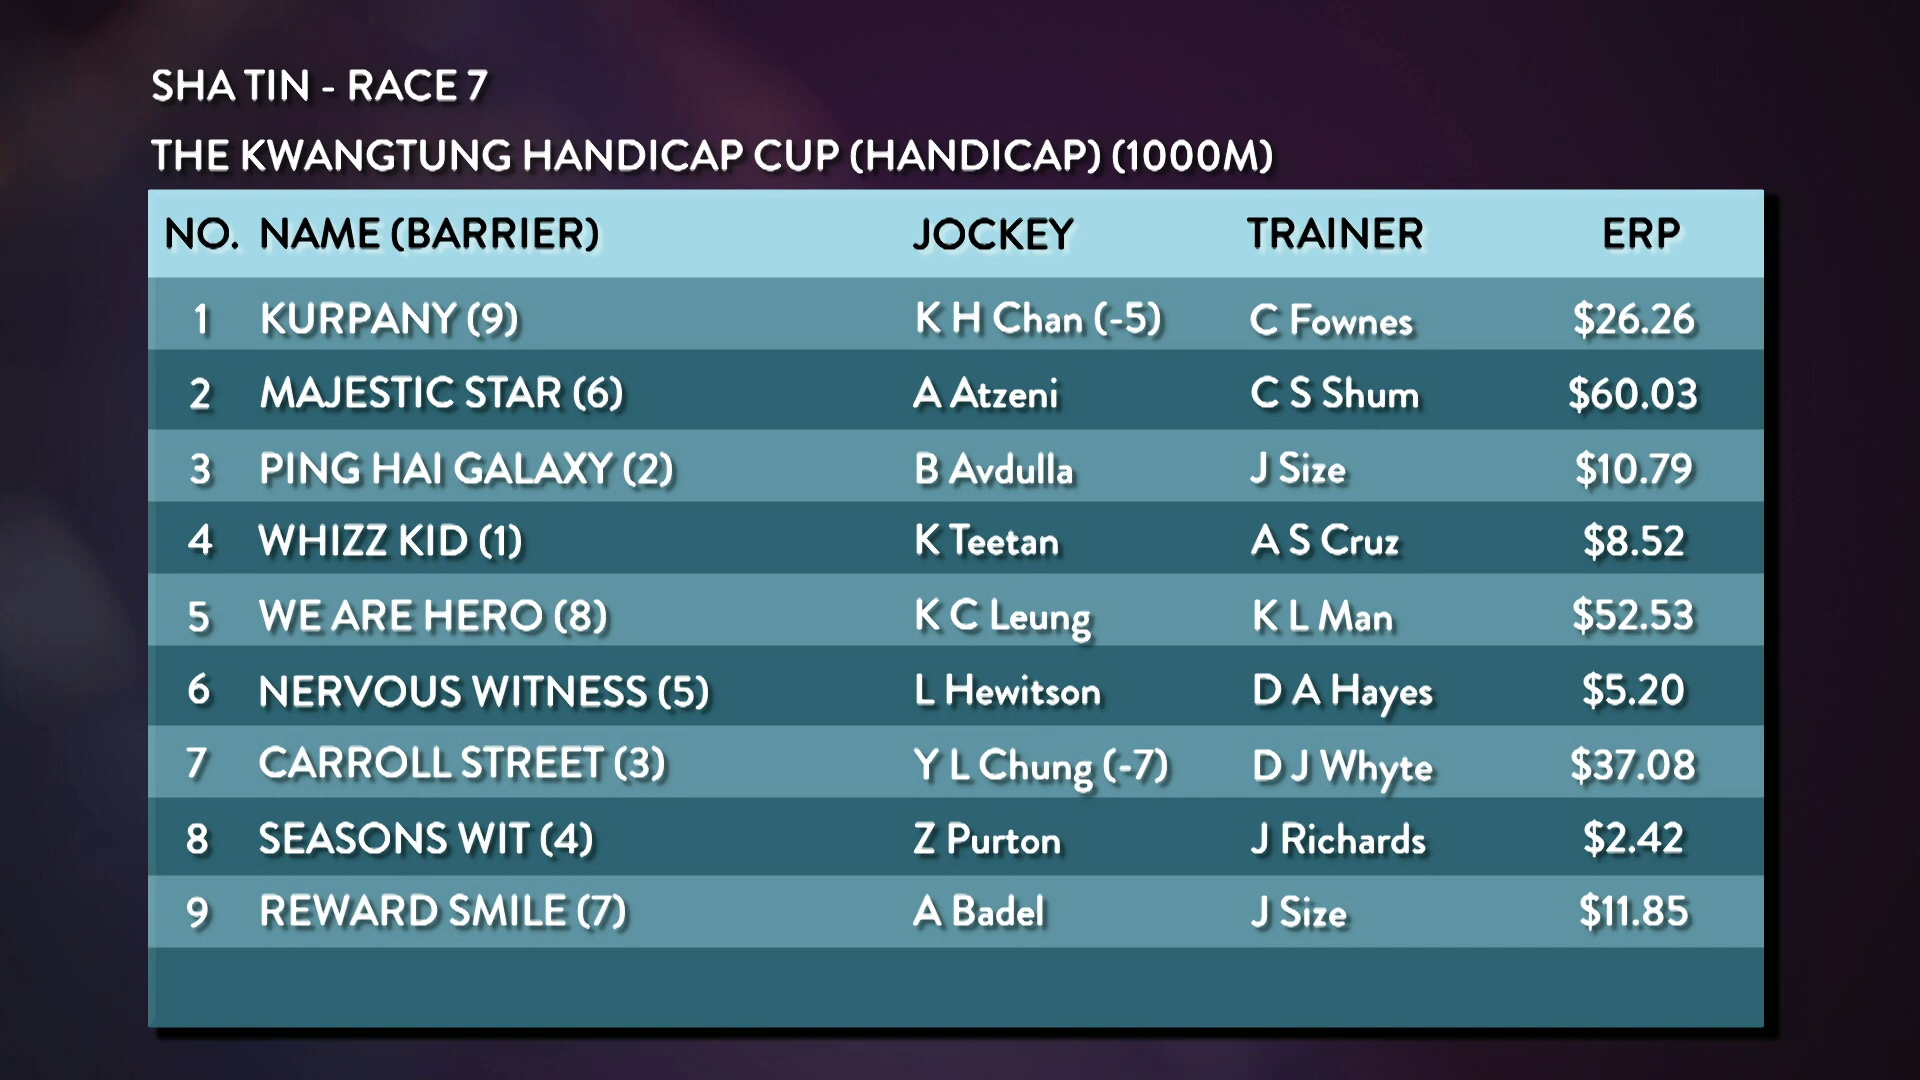 SHA TIN - RACE 7
THE KWANGTUNG HANDICAP CUP (HANDICAP) (1000M)
NO. NAME (BARRIER) JOCKEY TRAINER ERP
1 KURPANY (9) K H Chan (-5) C Fownes $26.26
2 MAJESTIC STAR (6) A Atzeni C S Shum $60.03
3 PING HAI GALAXY (2) B Avdulla J Size $10.79
4 WHIZZ KID (1) K Teetan A S Cruz $8.52
5 WE ARE HERO (8) K C Leung K L Man $52.53
6 NERVOUS WITNESS (5) L Hewitson D A Hayes $5.20
7 CARROLL STREET (3) Y L Chung (-7) D J Whyte $37.08
8 SEASONS WIT (4) Z Purton J Richards $2.42
9 REWARD SMILE (7) A Badel J Size $11.85